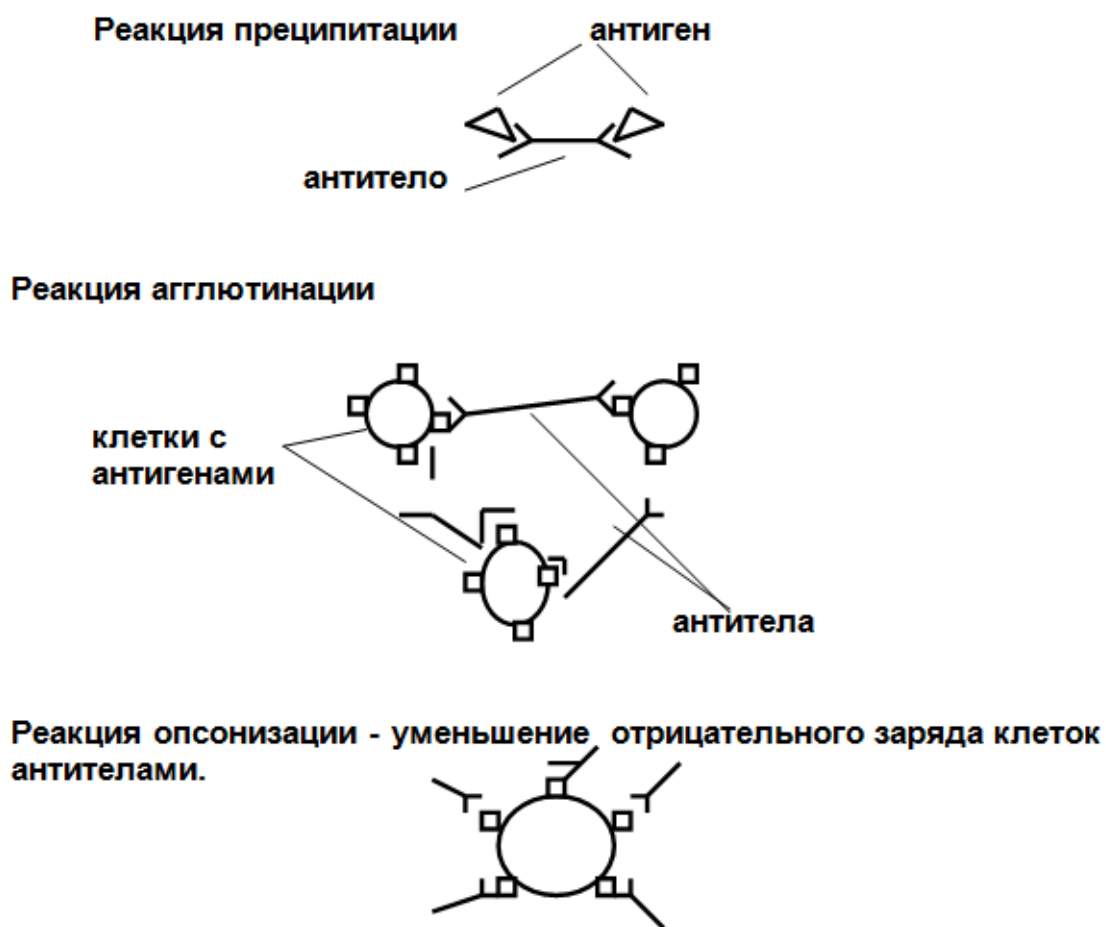 Реакция преципитации антиген
антитело
Реакция агглютинации
клетки с
антигенами
антитела
Реакция опсонизации - уменьшение отрицательного заряда клеток
антителами.